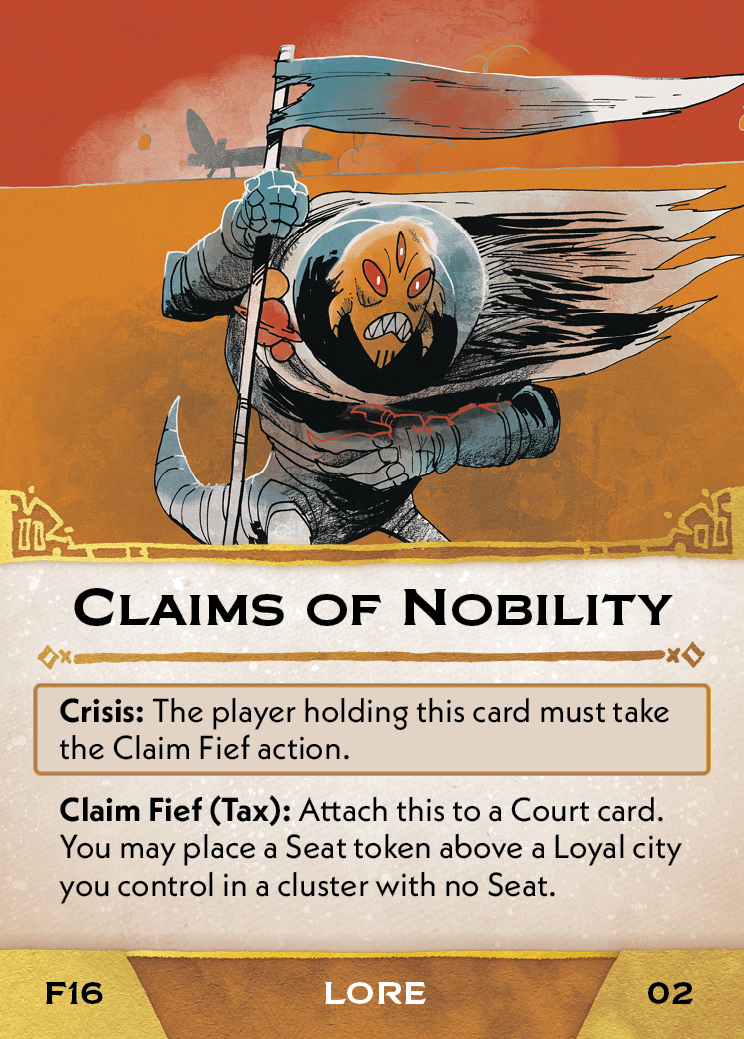 Claims of Nobility
Crisis: The player holding this card must take
the Claim Fief action.
Claim Fief (Tax): Attach this to a Court card.
You may place a Seat token above a Loyal city
you control in a cluster with no Seat.
F16 LORE 02